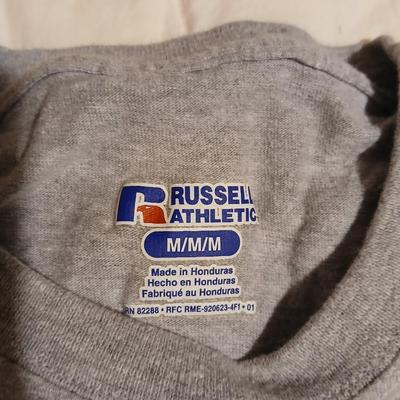 R RUSSELL
ATHLETIC
M/M/M
Made in Honduras
Hecho en Honduras
Fabriqué au Honduras
RN 82288 • RFC RME-920623-4F1 • 01